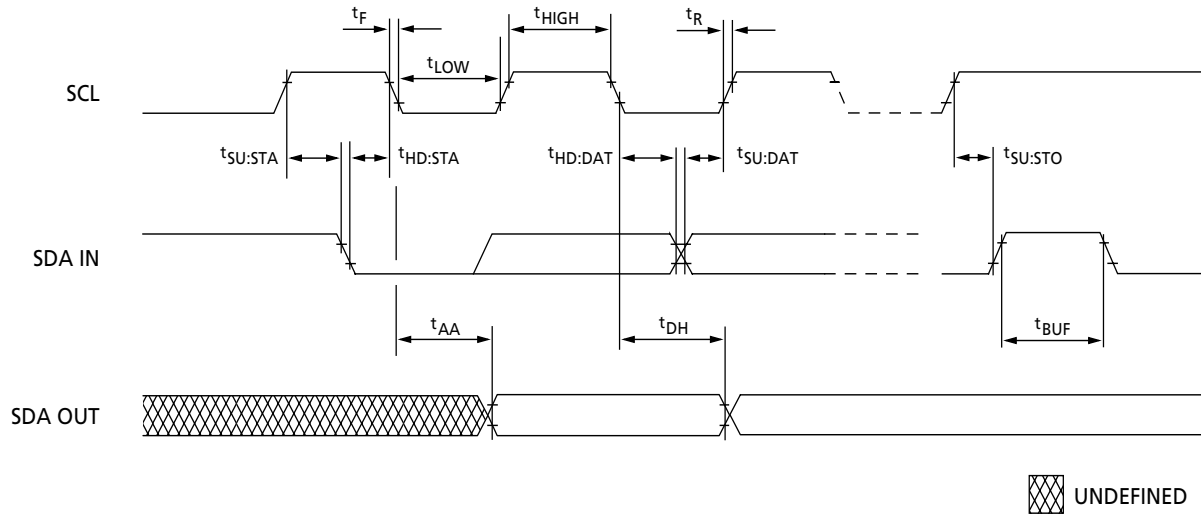 tF
tHIGH
tR
tLOW
SCL
tSU:STA
tHD:STA
tHD:DAT
tSU:DAT
tSU:STO
SDA IN
tAA
tDH
tBUF
SDA OUT
UNDEFINED